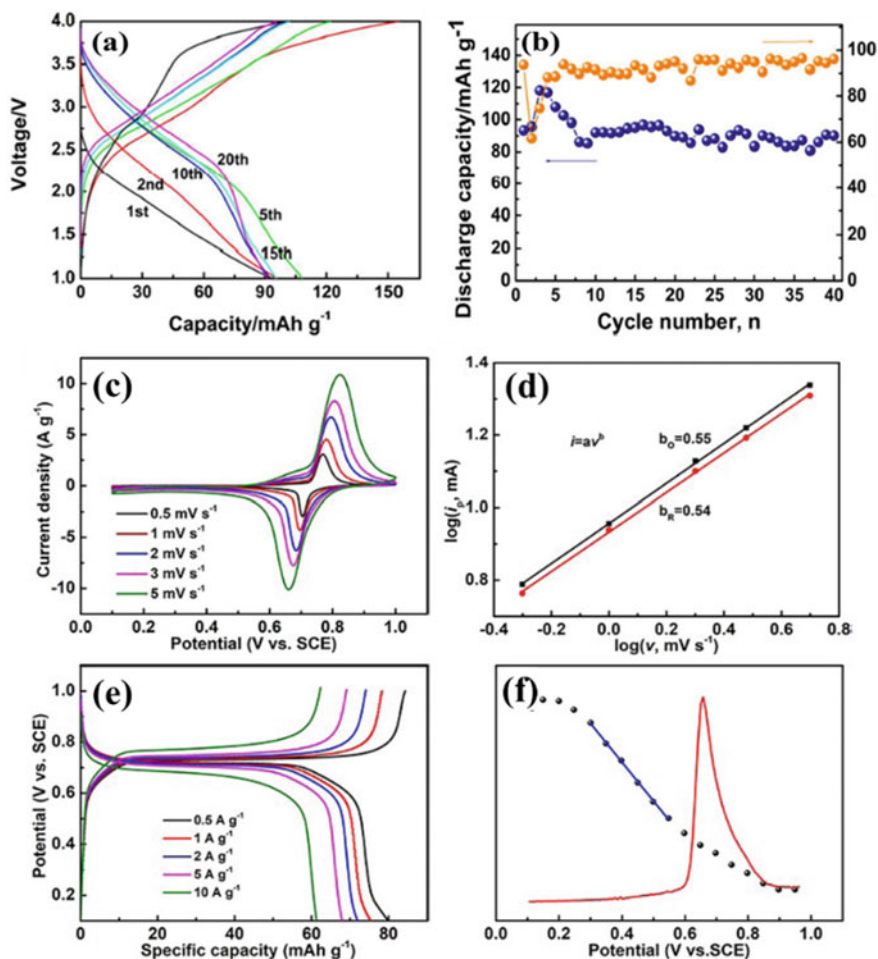 (a)
4.0
3.5
3.0
2.5
2.0
1.5
1.0
Voltage/V
20th
10th
2nd
5th
1st
15th
0 30 60 90 120 150
Capacity/mAh g⁻¹
(b)
140
120
100
80
60
40
20
0
Discharge capacity/mAh g⁻¹
100
80
60
40
20
0
0 5 10 15 20 25 30 35 40
Cycle number, n
(c)
10
5
0
-5
-10
Current density (A g⁻¹)
0.5 mV s⁻¹
1 mV s⁻¹
2 mV s⁻¹
3 mV s⁻¹
5 mV s⁻¹
0.0 0.2 0.4 0.6 0.8 1.0
Potential (V vs. SCE)
(d)
1.4
1.2
1.0
0.8
log(iₚ, mA)
i=avᵇ
b_O=0.55
b_R=0.54
-0.4 0.0 0.4 0.8
log(v, mV s⁻¹)
(e)
1.0
0.8
0.6
0.4
0.2
Potential (V vs. SCE)
0.5 A g⁻¹
1 A g⁻¹
2 A g⁻¹
5 A g⁻¹
10 A g⁻¹
0 20 40 60 80
Specific capacity (mAh g⁻¹)
(f)
0.0 0.2 0.4 0.6 0.8 1.0
Potential (V vs.SCE)